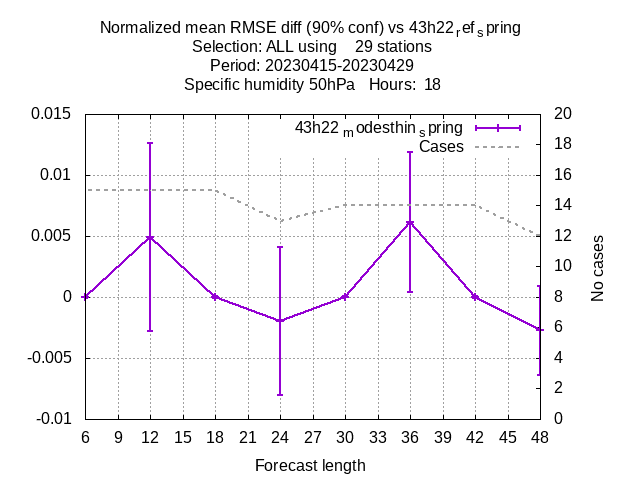 Normalized mean RMSE diff (90% conf) vs 43h22refspring
Selection: ALL using 29 stations
Period: 20230415-20230429
Specific humidity 50hPa Hours: 18
0.015 20
43h22modesthinspring
18
Cases 16
0.01
14
0.005 12
No cases
10
0 8
6
-0.005 4
2
-0.01 0
6 9 12 15 18 21 24 27 30 33 36 39 42 45 48
Forecast length